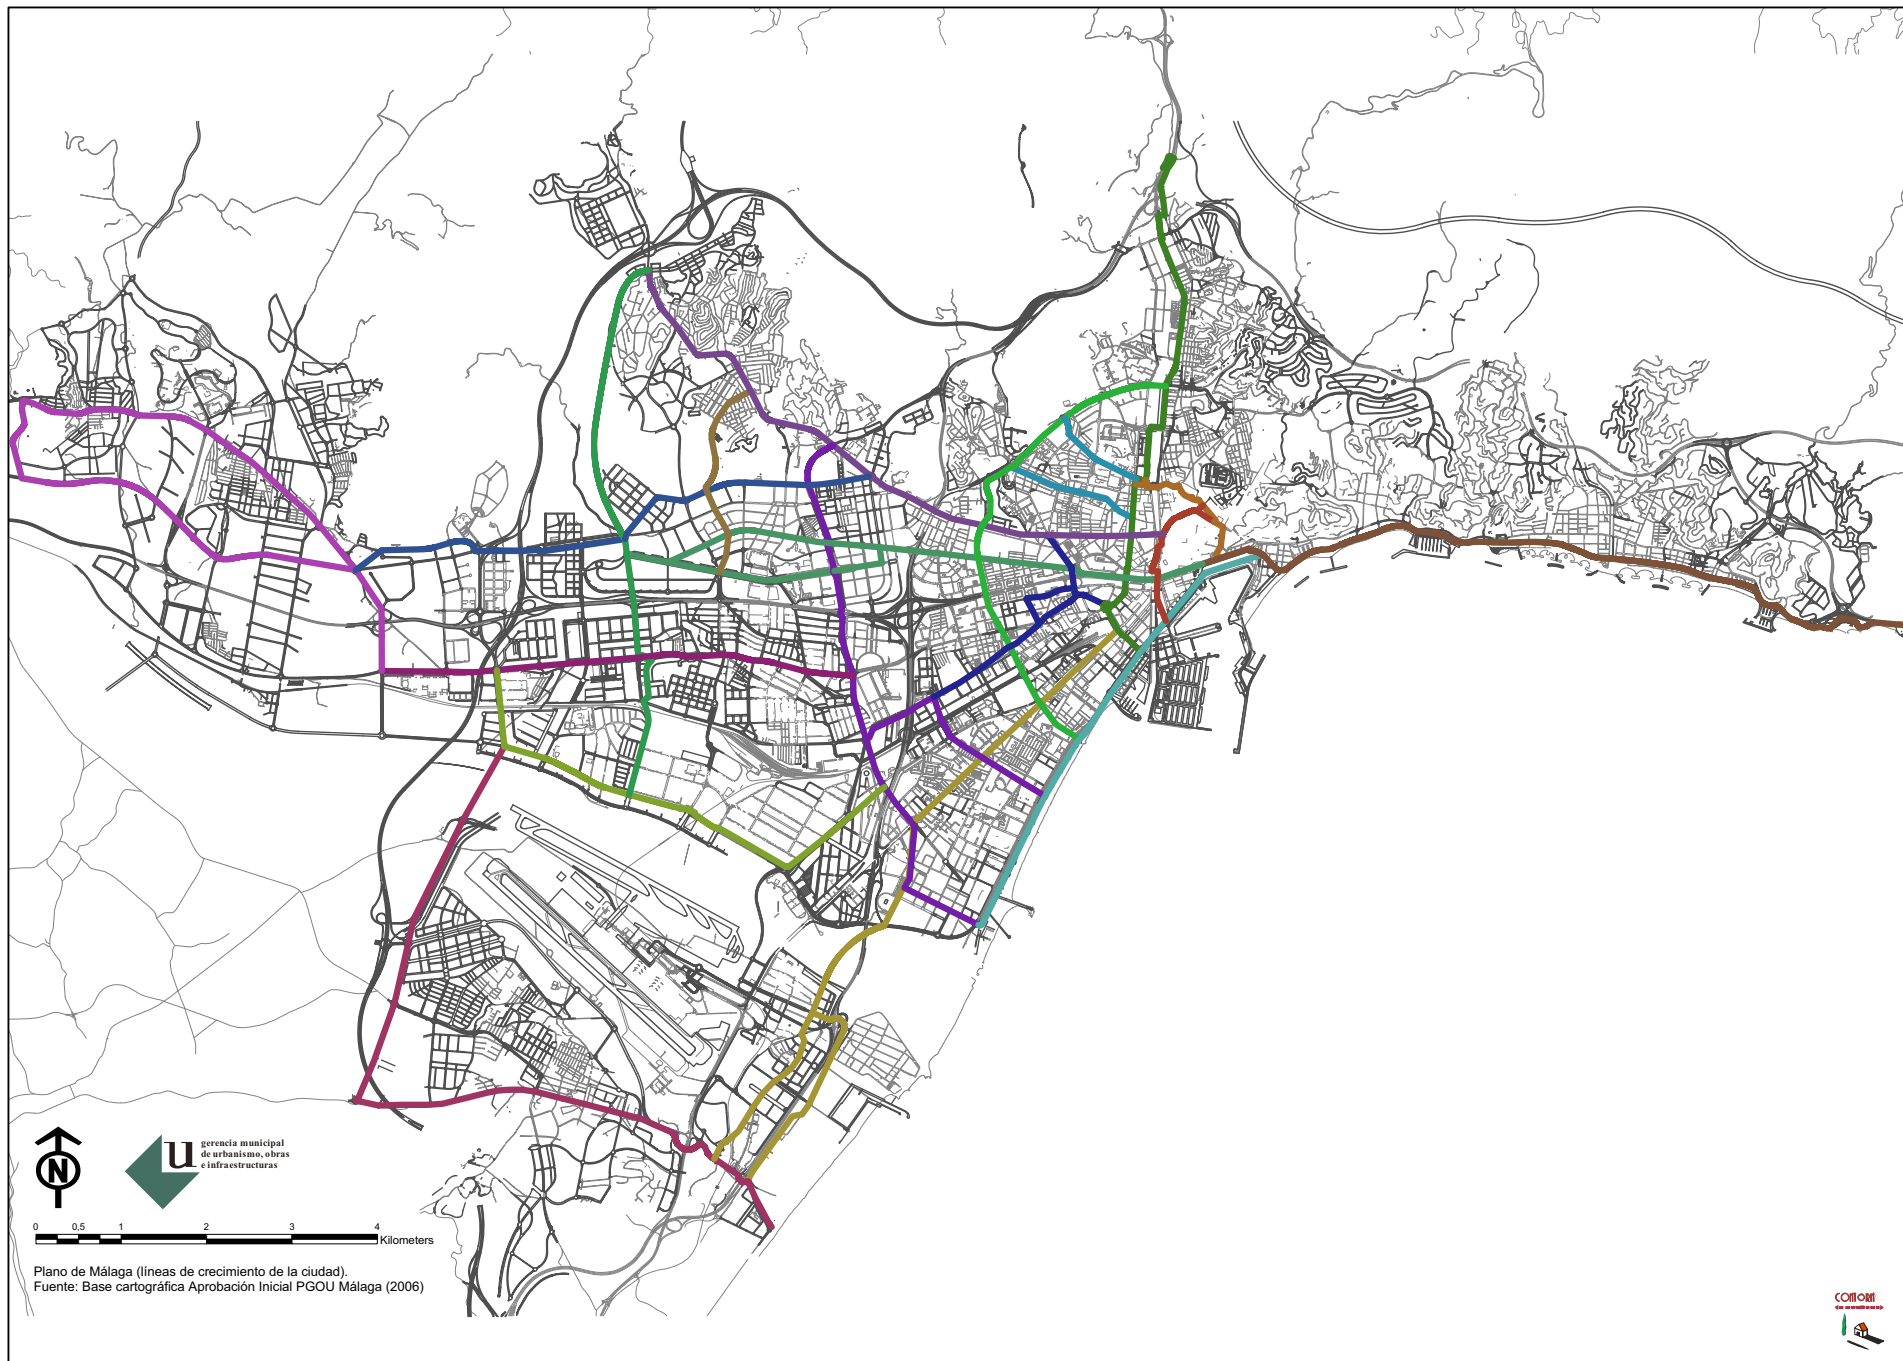 N
u
gerencia municipal
de urbanismo, obras
e infraestructuras
0 0,5 1 2 3 4
Kilometers
Plano de Málaga (líneas de crecimiento de la ciudad).
Fuente: Base cartográfica Aprobación Inicial PGOU Málaga (2006)